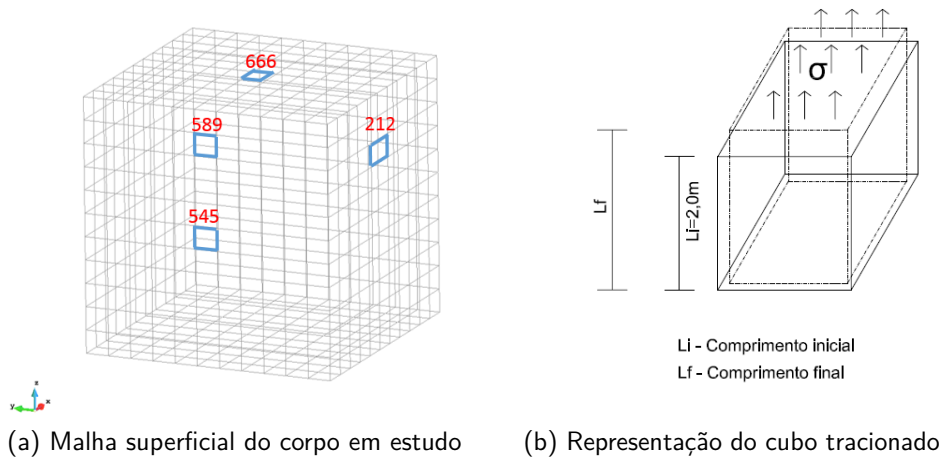 666
589
212
545
z
y
x
(a) Malha superficial do corpo em estudo
σ
Lf
Li=2,0m
Li - Comprimento inicial
Lf - Comprimento final
(b) Representação do cubo tracionado